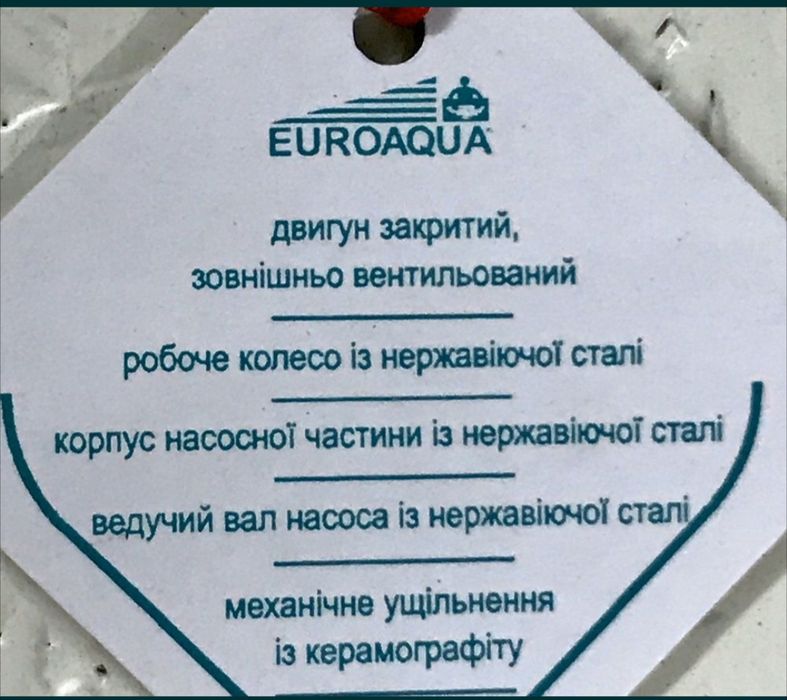 EUROAQUA
двигун закритий,
зовнішньо вентильований
робоче колесо із нержавіючої сталі
корпус насосної частини із нержавіючої сталі
ведучий вал насоса із нержавіючої сталі
механічне ущільнення
із керамографіту